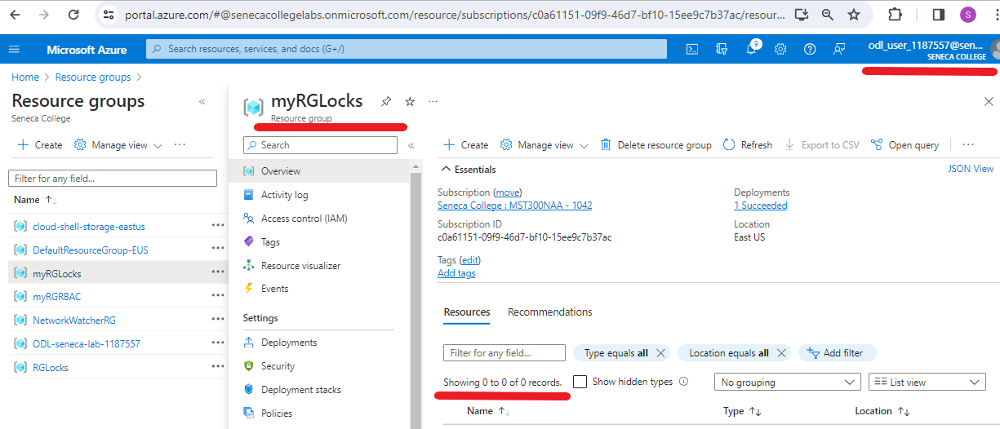 portal.azure.com/#@senecacollegelabs.onmicrosoft.com/resource/subscriptions/c0a61151-09f9-46d7-bf10-15ee9c7b37ac/resour...
S
Microsoft Azure
Search resources, services, and docs (G+/)
9
odl_user_1187557@sen...
SENECA COLLEGE
Home > Resource groups >
Resource groups
Seneca College
+ Create
Manage view
...
Filter for any field...
Name ↑↓
cloud-shell-storage-eastus ...
DefaultResourceGroup-EUS ...
myRGLocks ...
myRGRBAC ...
NetworkWatcherRG ...
ODL-seneca-lab-1187557 ...
RGLocks ...
myRGLocks ...
Resource group
Search
Overview
Activity log
Access control (IAM)
Tags
Resource visualizer
Events
Settings
Deployments
Security
Deployment stacks
Policies
+ Create Manage view Delete resource group Refresh Export to CSV Open query ...
Essentials
JSON View
Subscription (move)
Seneca College : MST300NAA - 1042
Subscription ID
c0a61151-09f9-46d7-bf10-15ee9c7b37ac
Tags (edit)
Add tags
Deployments
1 Succeeded
Location
East US
Resources Recommendations
Filter for any field... Type equals all Location equals all Add filter
Showing 0 to 0 of 0 records. Show hidden types No grouping List view
Name ↑↓ Type ↑↓ Location ↑↓